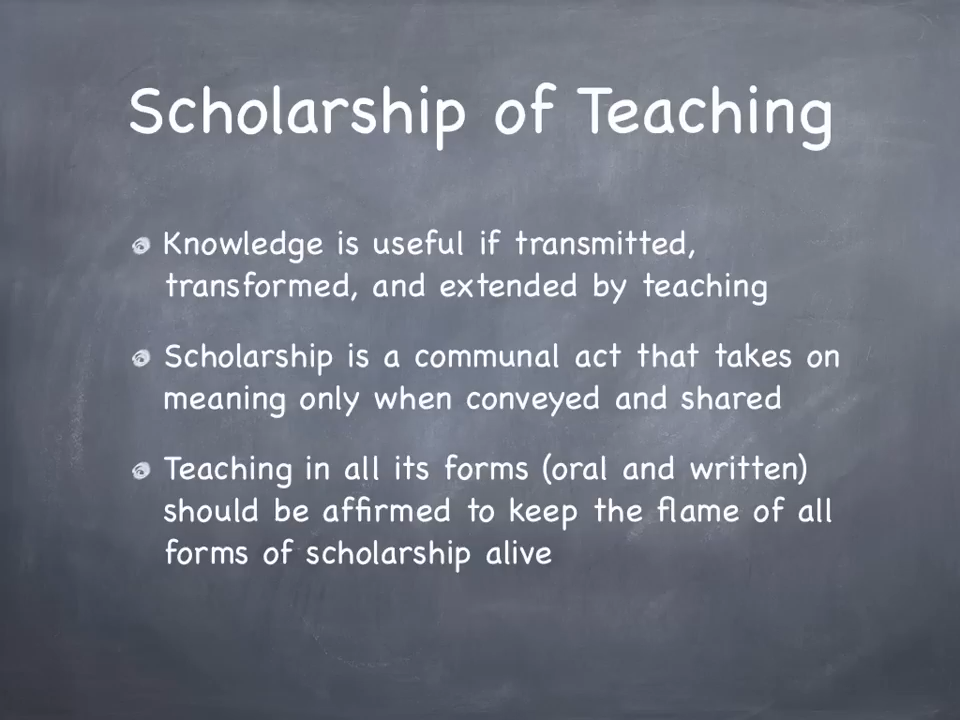 Scholarship of Teaching
Knowledge is useful if transmitted,
transformed, and extended by teaching
Scholarship is a communal act that takes on
meaning only when conveyed and shared
Teaching in all its forms (oral and written)
should be affirmed to keep the flame of all
forms of scholarship alive